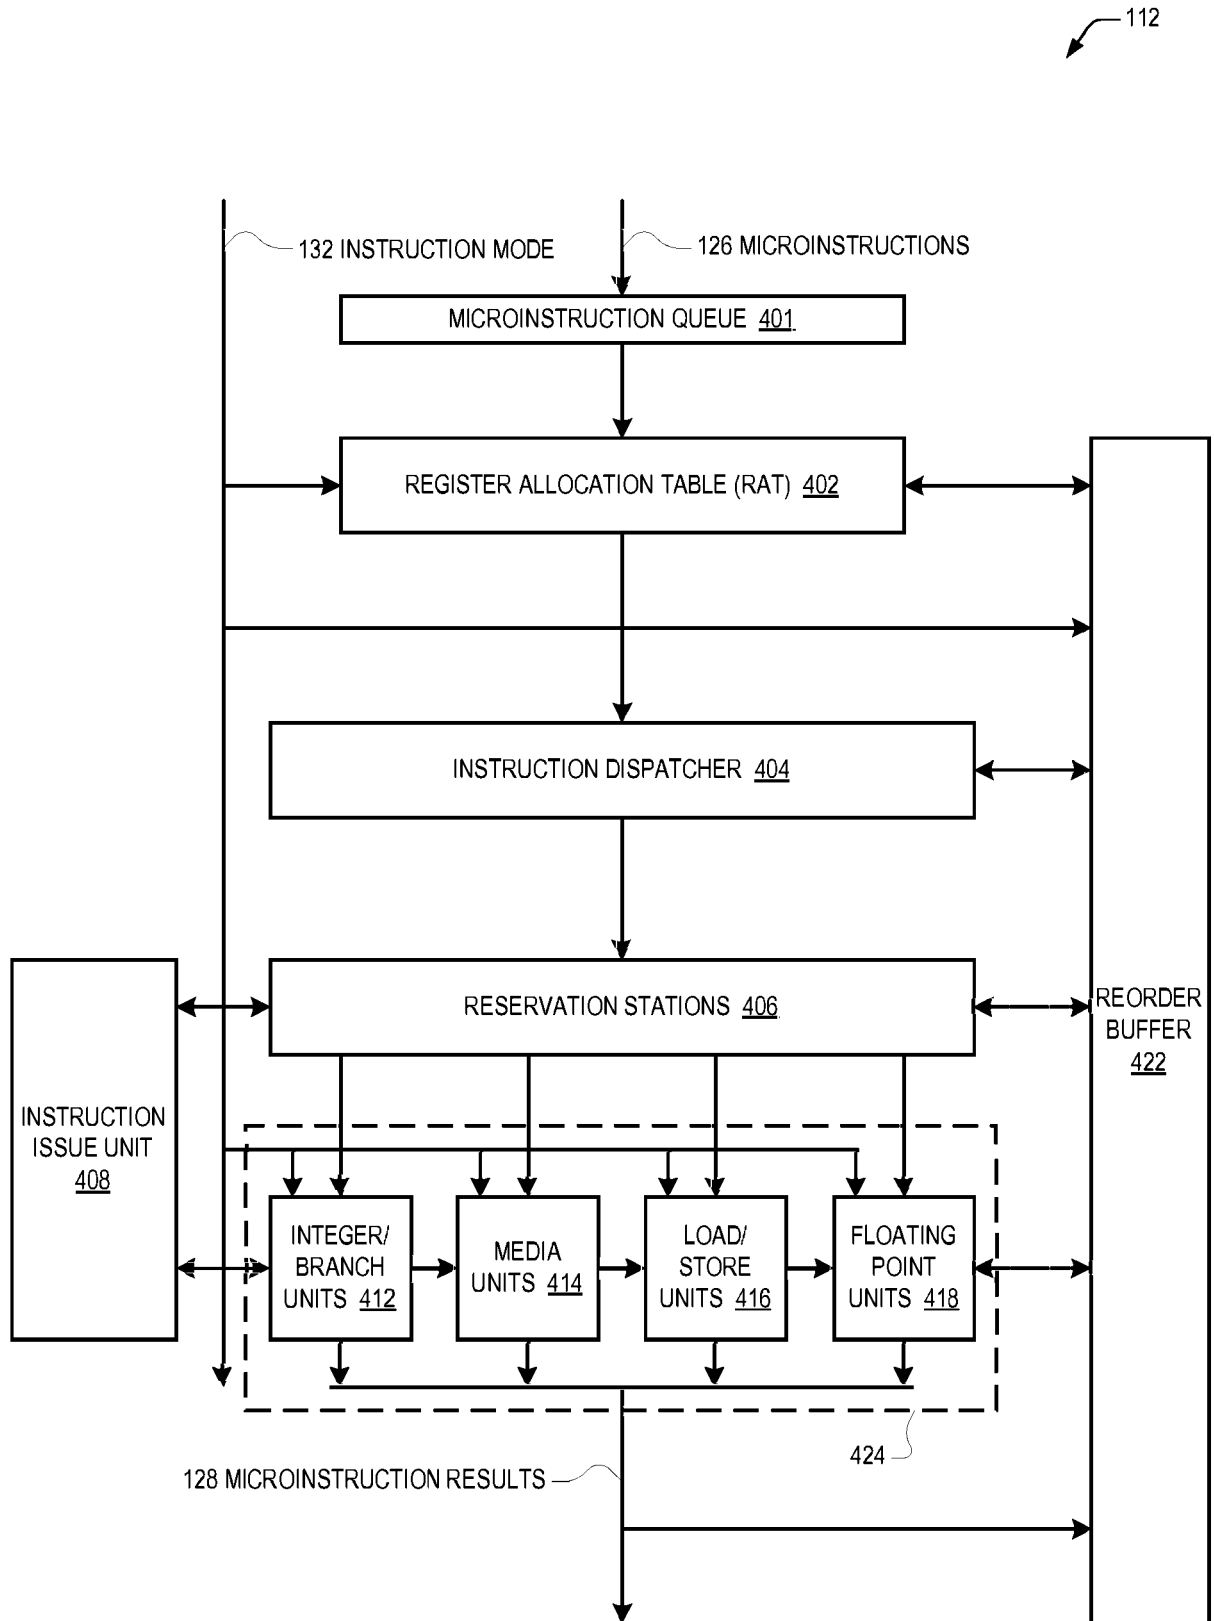 112
132 INSTRUCTION MODE
126 MICROINSTRUCTIONS
MICROINSTRUCTION QUEUE 401
REGISTER ALLOCATION TABLE (RAT) 402
INSTRUCTION DISPATCHER 404
RESERVATION STATIONS 406
REORDER
BUFFER
422
INSTRUCTION
ISSUE UNIT
408
INTEGER/
BRANCH
UNITS 412
MEDIA
UNITS 414
LOAD/
STORE
UNITS 416
FLOATING
POINT
UNITS 418
424
128 MICROINSTRUCTION RESULTS